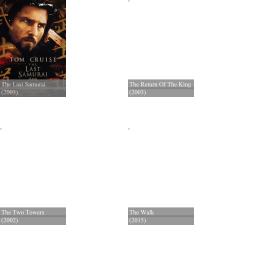 TOM CRUISE
THE
LAST
SAMURAI
The Last Samurai
(2003)
The Return Of The King
(2003)
The Two Towers
(2002)
The Walk
(2015)